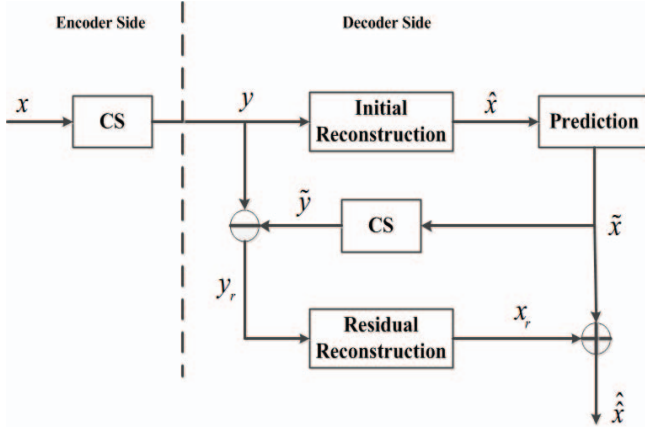 Encoder Side
Decoder Side
x
CS
y
Initial
Reconstruction
x̂
Prediction
ỹ
CS
x̃
y_r
Residual
Reconstruction
x_r
x̂̂